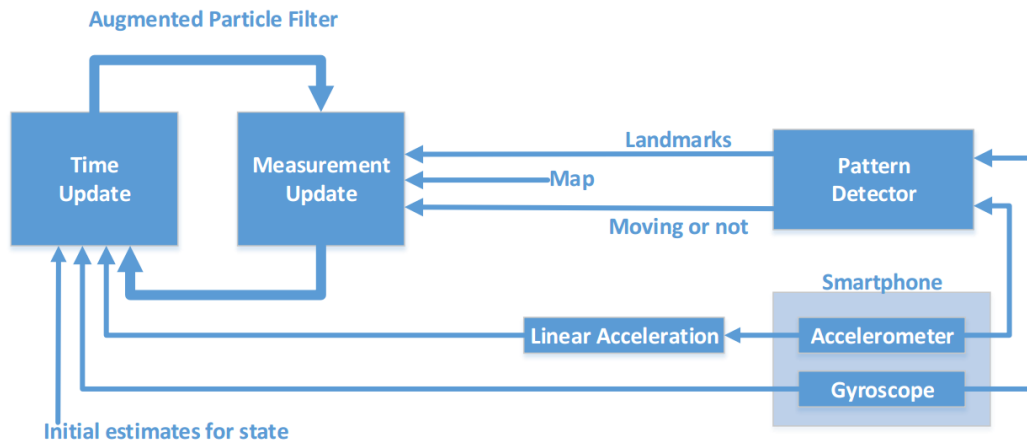 Augmented Particle Filter
Time
Update
Measurement
Update
Landmarks
Map
Moving or not
Pattern
Detector
Smartphone
Linear Acceleration
Accelerometer
Gyroscope
Initial estimates for state